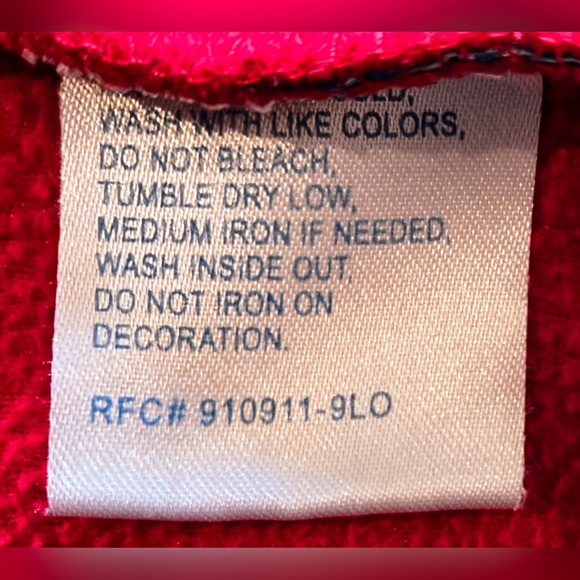 WASH WITH LIKE COLORS,
DO NOT BLEACH,
TUMBLE DRY LOW,
MEDIUM IRON IF NEEDED,
WASH INSIDE OUT,
DO NOT IRON ON
DECORATION.
RFC# 910911-9LO